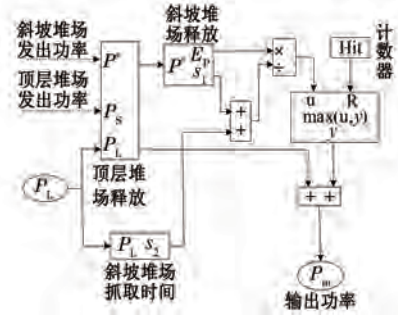 斜坡堆场
发出功率
顶层堆场
发出功率
P*
P_S
P_L
顶层堆
场释放
P_L
斜坡堆
场释放
P* E_P
s_1
×
÷
+
+
P_L s_2
斜坡堆场
抓取时间
Hit
计数器
u R
max(u,y)
y
+ +
P_m
输出功率